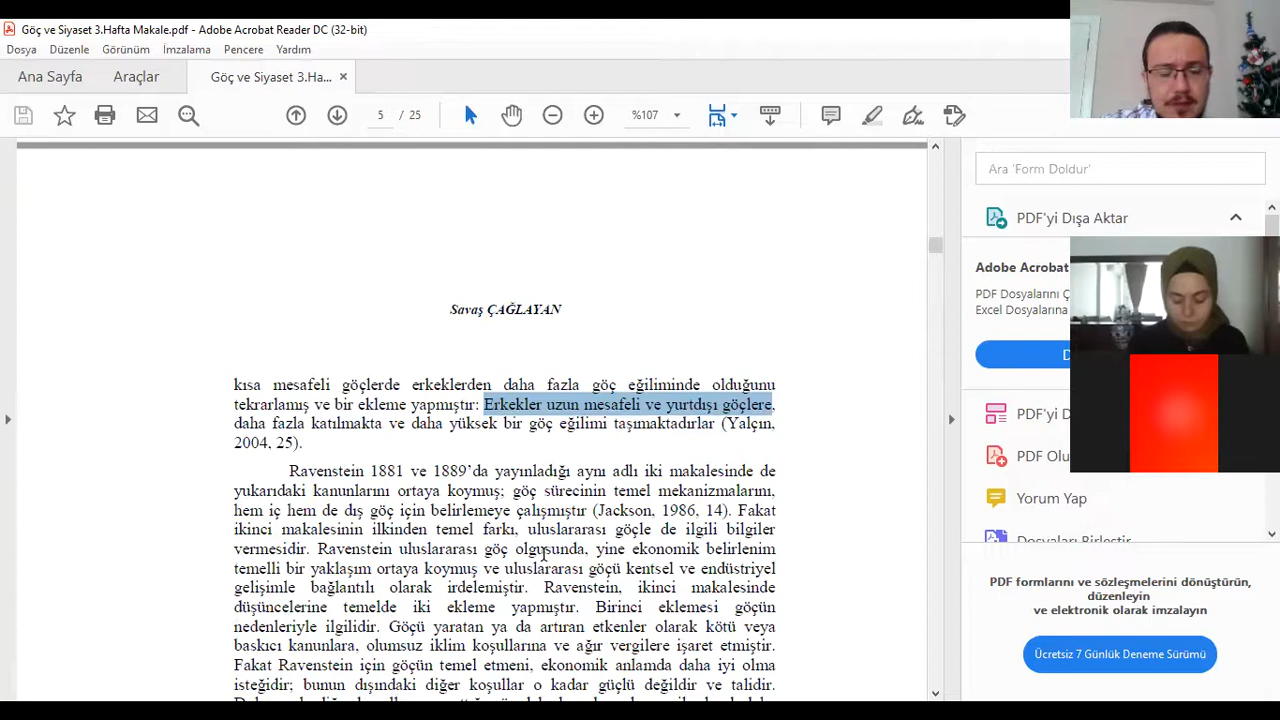 Göç ve Siyaset 3.Hafta Makale.pdf - Adobe Acrobat Reader DC (32-bit)
Dosya Düzenle Görünüm İmzalama Pencere Yardım
Ana Sayfa Araçlar Göç ve Siyaset 3.Ha... ×
5 / 25 %107
Savaş ÇAĞLAYAN
kısa mesafeli göçlerde erkeklerden daha fazla göç eğiliminde olduğunu
tekrarlamış ve bir ekleme yapmıştır: Erkekler uzun mesafeli ve yurtdışı göçlere,
daha fazla katılmakta ve daha yüksek bir göç eğilimi taşımaktadırlar (Yalçın,
2004, 25).
Ravenstein 1881 ve 1889’da yayınladığı aynı adlı iki makalesinde de
yukarıdaki kanunlarını ortaya koymuş; göç sürecinin temel mekanizmalarını,
hem iç hem de dış göç için belirlemeye çalışmıştır (Jackson, 1986, 14). Fakat
ikinci makalesinin ilkinden temel farkı, uluslararası göçle de ilgili bilgiler
vermesidir. Ravenstein uluslararası göç olgusunda, yine ekonomik belirlenim
temelli bir yaklaşım ortaya koymuş ve uluslararası göçü kentsel ve endüstriyel
gelişimle bağlantılı olarak irdelemiştir. Ravenstein, ikinci makalesinde
düşüncelerine temelde iki ekleme yapmıştır. Birinci eklemesi göçün
nedenleriyle ilgilidir. Göçü yaratan ya da artıran etkenler olarak kötü veya
baskıcı kanunlara, olumsuz iklim koşullarına ve ağır vergilere işaret etmiştir.
Fakat Ravenstein için göçün temel etmeni, ekonomik anlamda daha iyi olma
isteğidir; bunun dışındaki diğer koşullar o kadar güçlü değildir ve talidir.
Ara 'Form Doldur'
PDF'yi Dışa Aktar
Adobe Acrobat
PDF Dosyalarını Ç
Excel Dosyalarına
D
PDF'yi D
PDF Olu
Yorum Yap
Dosyaları Birleştir
PDF formlarını ve sözleşmelerini dönüştürün,
düzenleyin
ve elektronik olarak imzalayın
Ücretsiz 7 Günlük Deneme Sürümü